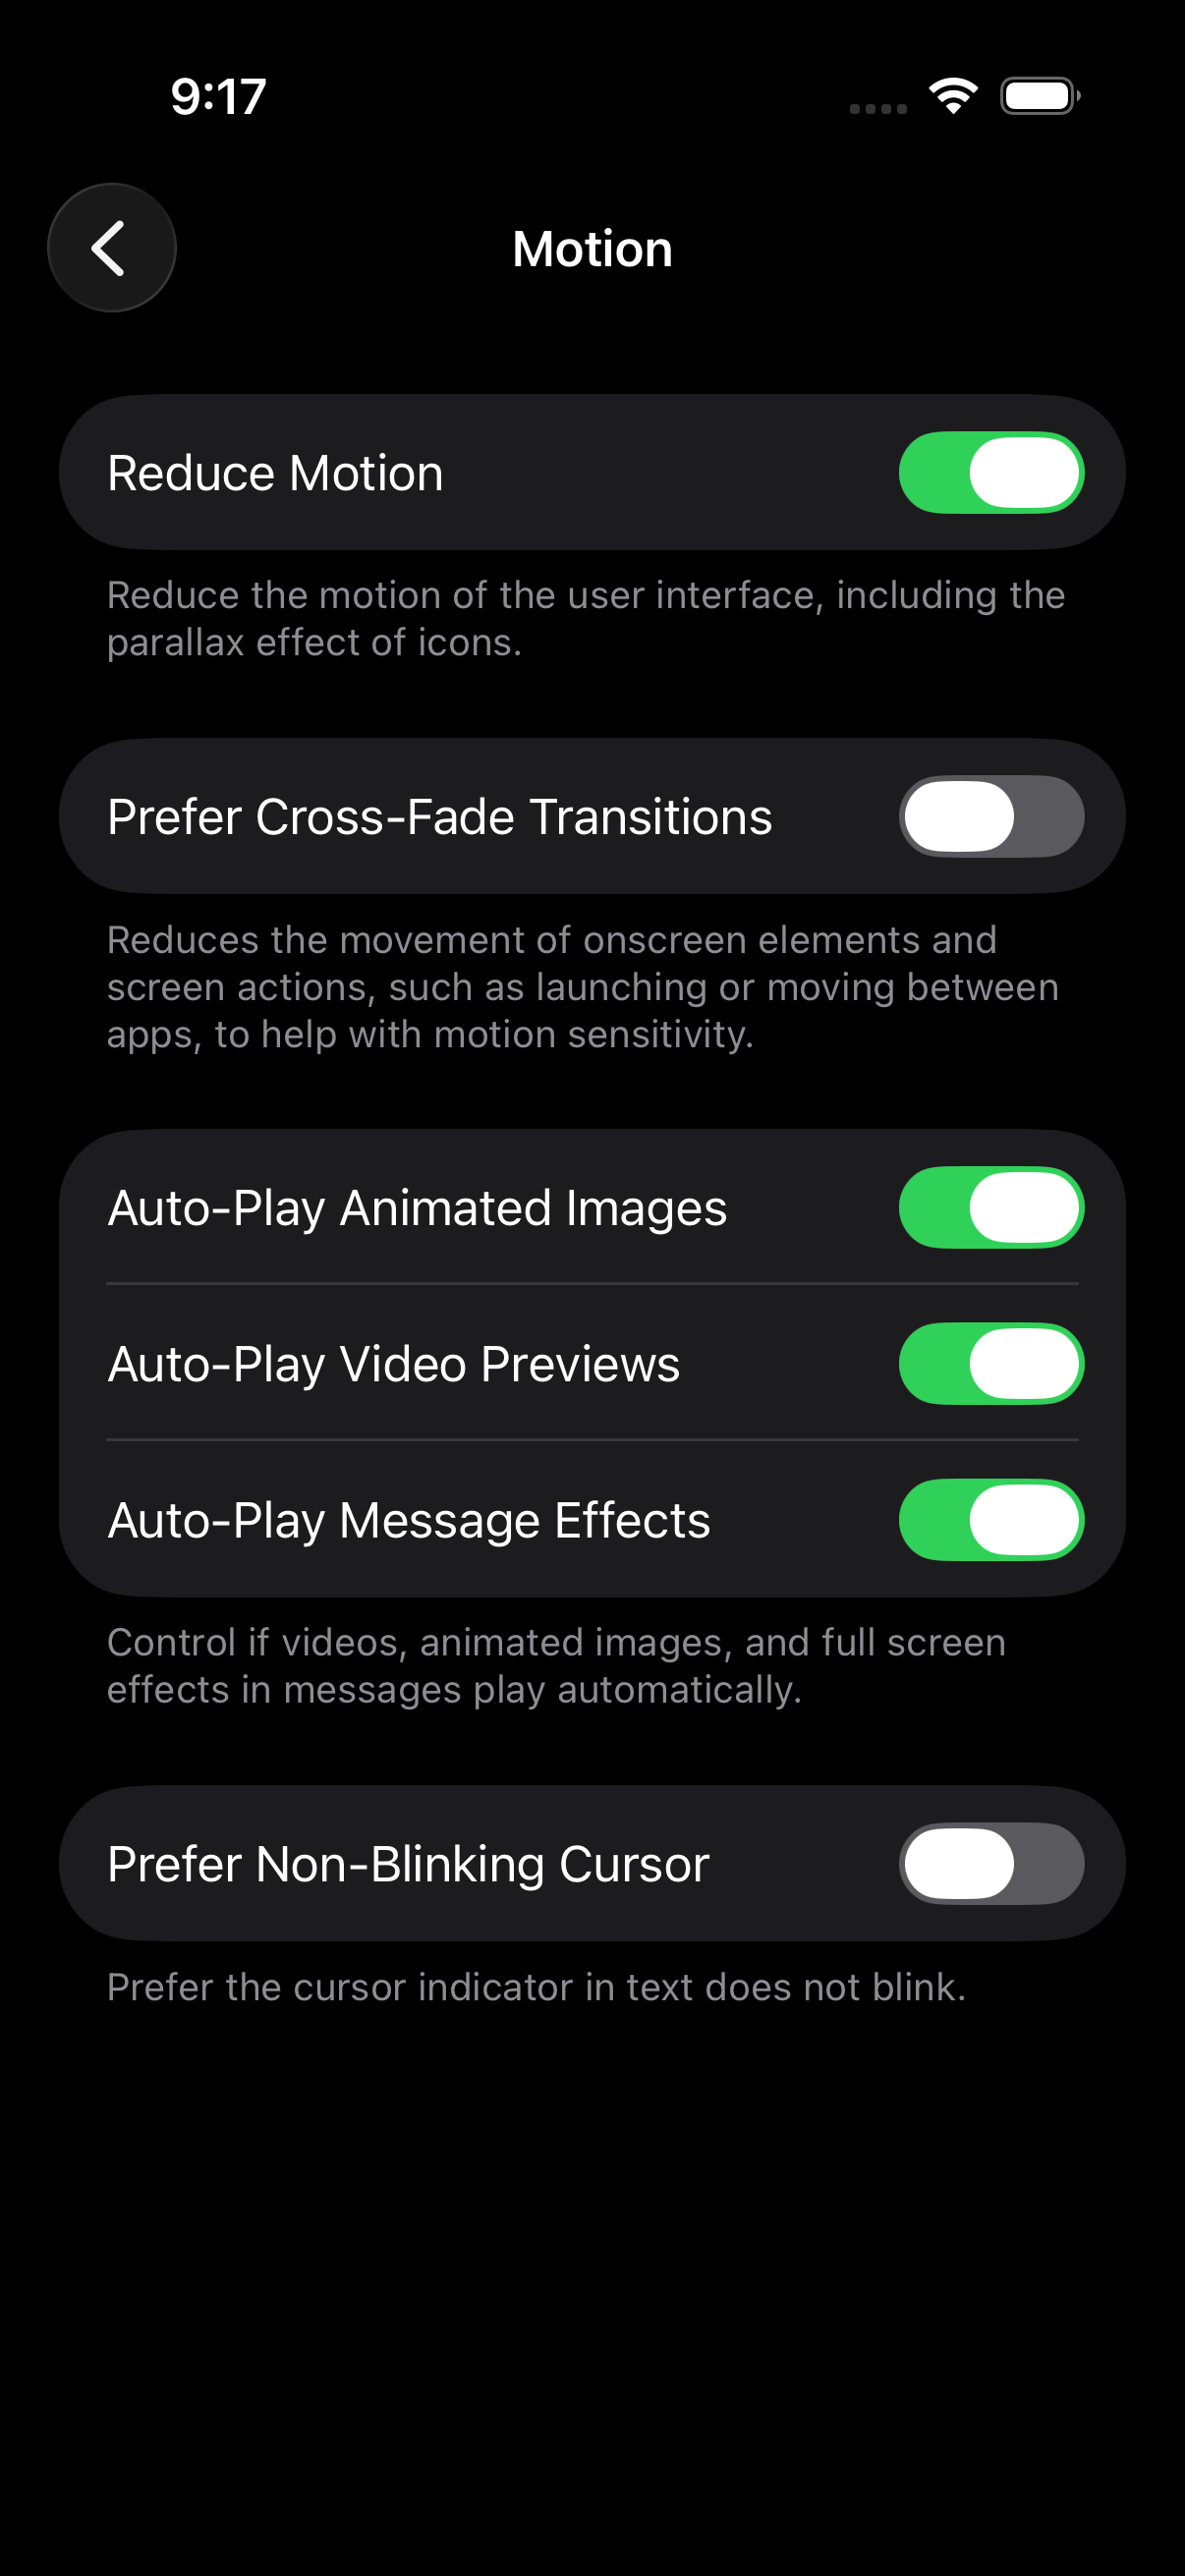 9:17
Motion
Reduce Motion
Reduce the motion of the user interface, including the
parallax effect of icons.
Prefer Cross-Fade Transitions
Reduces the movement of onscreen elements and
screen actions, such as launching or moving between
apps, to help with motion sensitivity.
Auto-Play Animated Images
Auto-Play Video Previews
Auto-Play Message Effects
Control if videos, animated images, and full screen
effects in messages play automatically.
Prefer Non-Blinking Cursor
Prefer the cursor indicator in text does not blink.